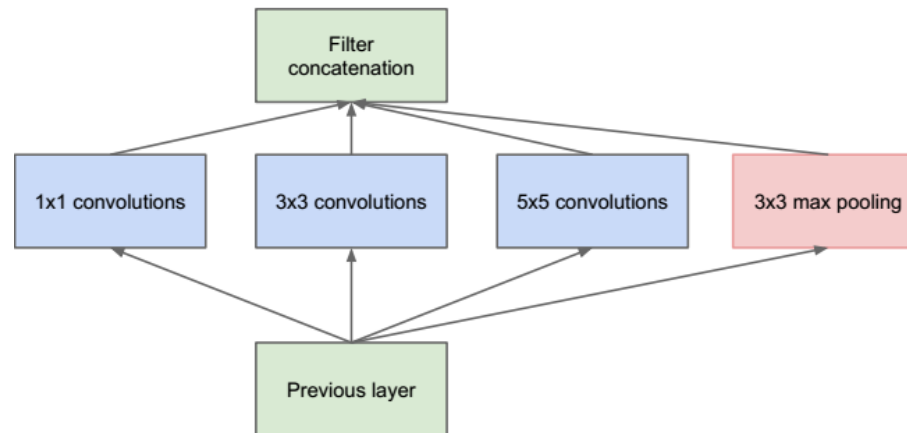 Filter
concatenation
1x1 convolutions
3x3 convolutions
5x5 convolutions
3x3 max pooling
Previous layer